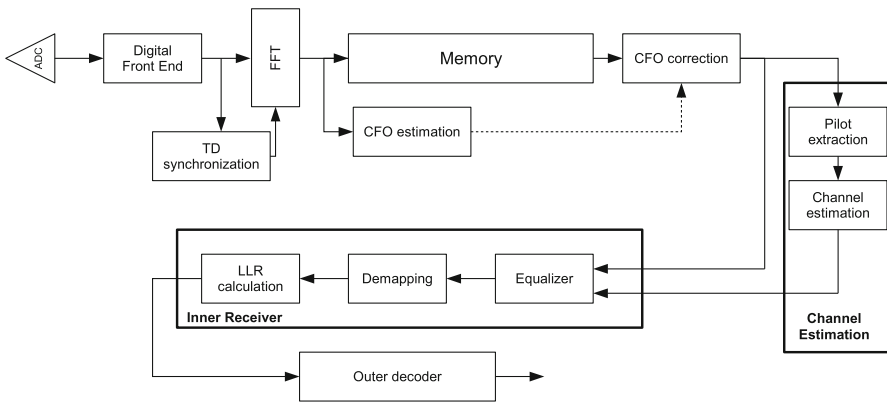 ADC
Digital
Front End
FFT
Memory
CFO correction
TD
synchronization
CFO estimation
Pilot
extraction
Channel
estimation
LLR
calculation
Demapping
Equalizer
Inner Receiver
Channel
Estimation
Outer decoder